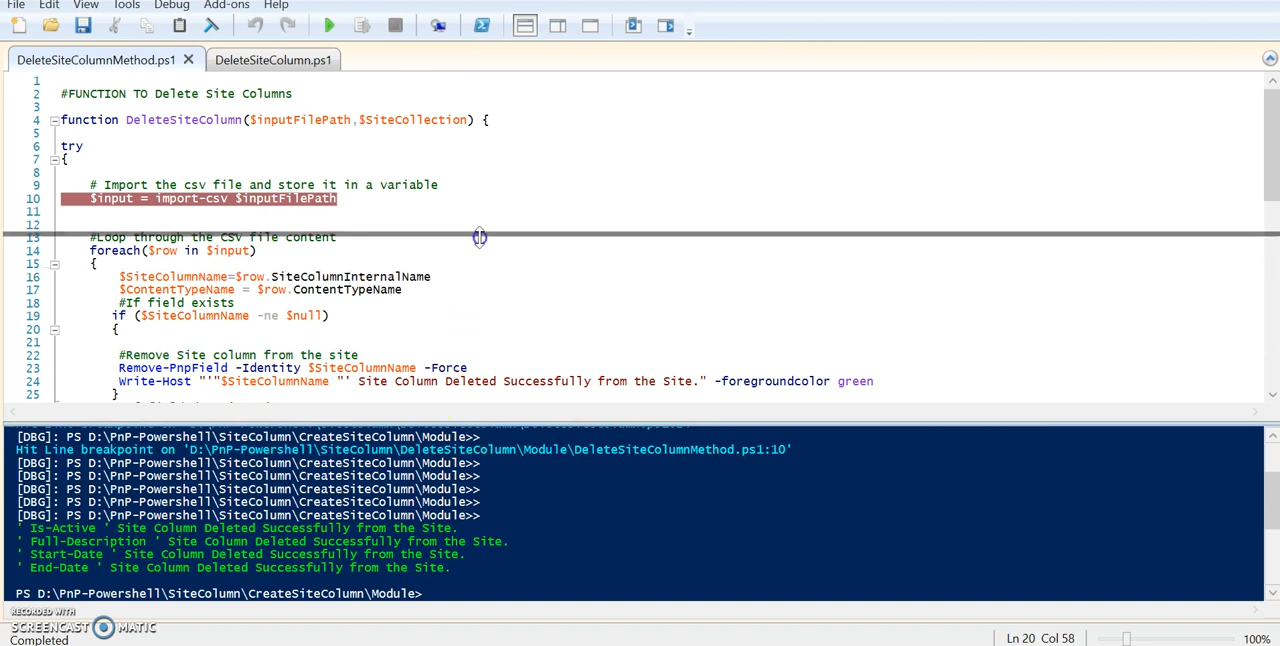 File Edit View Tools Debug Add-ons Help
DeleteSiteColumnMethod.ps1 DeleteSiteColumn.ps1
1
2 #FUNCTION TO Delete Site Columns
3
4 function DeleteSiteColumn($inputFilePath,$SiteCollection) {
5
6 try
7 {
8
9 # Import the csv file and store it in a variable
10 $input = import-csv $inputFilePath
11
12
13 #Loop through the CSV file content
14 foreach($row in $input)
15 {
16 $SiteColumnName=$row.SiteColumnInternalName
17 $ContentTypeName = $row.ContentTypeName
18 #If field exists
19 if ($SiteColumnName -ne $null)
20 {
21
22 #Remove Site column from the site
23 Remove-PnpField -Identity $SiteColumnName -Force
24 Write-Host "'"$SiteColumnName "' Site Column Deleted Successfully from the Site." -foregroundcolor green
25 }
[DBG]: PS D:\PnP-Powershell\SiteColumn\CreateSiteColumn\Module>>
Hit Line breakpoint on 'D:\PnP-Powershell\SiteColumn\DeleteSiteColumn\Module\DeleteSiteColumnMethod.ps1:10'
[DBG]: PS D:\PnP-Powershell\SiteColumn\CreateSiteColumn\Module>>
[DBG]: PS D:\PnP-Powershell\SiteColumn\CreateSiteColumn\Module>>
[DBG]: PS D:\PnP-Powershell\SiteColumn\CreateSiteColumn\Module>>
[DBG]: PS D:\PnP-Powershell\SiteColumn\CreateSiteColumn\Module>>
[DBG]: PS D:\PnP-Powershell\SiteColumn\CreateSiteColumn\Module>>
' Is-Active ' Site Column Deleted Successfully from the Site.
' Full-Description ' Site Column Deleted Successfully from the Site.
' Start-Date ' Site Column Deleted Successfully from the Site.
' End-Date ' Site Column Deleted Successfully from the Site.
PS D:\PnP-Powershell\SiteColumn\CreateSiteColumn\Module>
RECORDED WITH
SCREENCAST MATIC
Completed Ln 20 Col 58 100%